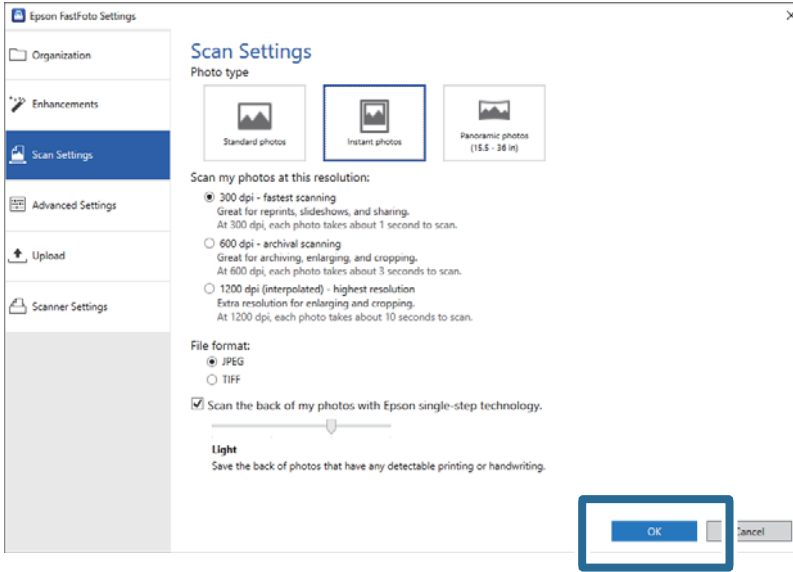 Epson FastFoto Settings
Organization
Enhancements
Scan Settings
Advanced Settings
Upload
Scanner Settings
Scan Settings
Photo type
Standard photos
Instant photos
Panoramic photos
(15.5 - 36 in)
Scan my photos at this resolution:
300 dpi - fastest scanning
Great for reprints, slideshows, and sharing.
At 300 dpi, each photo takes about 1 second to scan.
600 dpi - archival scanning
Great for archiving, enlarging, and cropping.
At 600 dpi, each photo takes about 3 seconds to scan.
1200 dpi (interpolated) - highest resolution
Extra resolution for enlarging and cropping.
At 1200 dpi, each photo takes about 10 seconds to scan.
File format:
JPEG
TIFF
Scan the back of my photos with Epson single-step technology.
Light
Save the back of photos that have any detectable printing or handwriting.
OK
Cancel